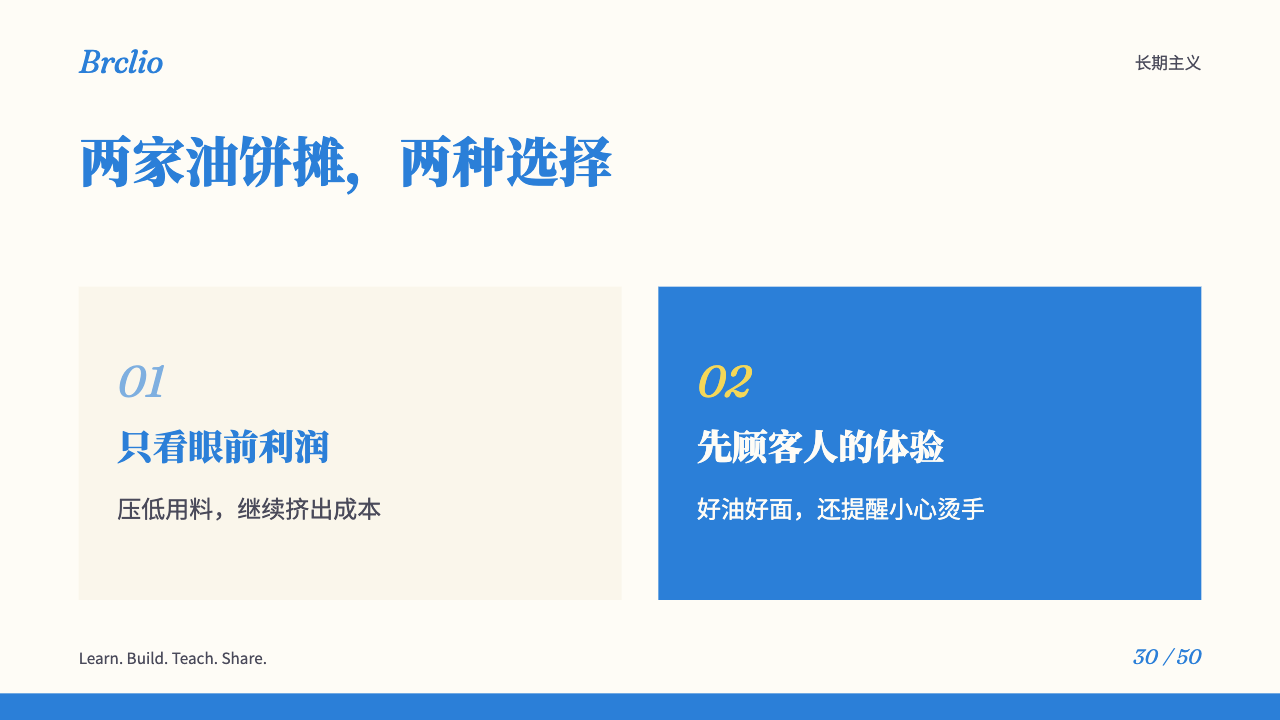 Brclio
长期主义
两家油饼摊，两种选择
01
只看眼前利润
压低用料，继续挤出成本
02
先顾客人的体验
好油好面，还提醒小心烫手
Learn. Build. Teach. Share.
30 / 50